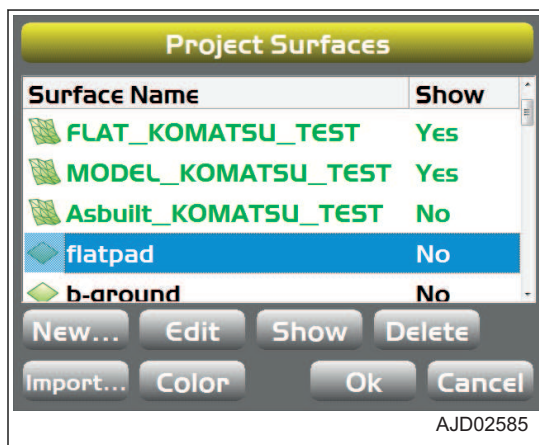 Project Surfaces
Surface Name Show
FLAT_KOMATSU_TEST Yes
MODEL_KOMATSU_TEST Yes
Asbuilt_KOMATSU_TEST No
flatpad No
b-ground No
New... Edit Show Delete
Import... Color Ok Cancel
AJD02585